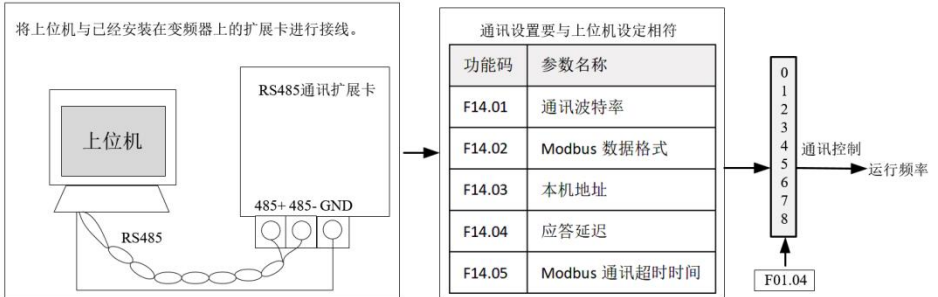 将上位机与已经安装在变频器上的扩展卡进行接线。
RS485通讯扩展卡
上位机
485+ 485- GND
RS485
通讯设置要与上位机设定相符
功能码 参数名称
F14.01 通讯波特率
F14.02 Modbus 数据格式
F14.03 本机地址
F14.04 应答延迟
F14.05 Modbus 通讯超时时间
0
1
2
3
4
5
6
7
8
通讯控制
运行频率
F01.04